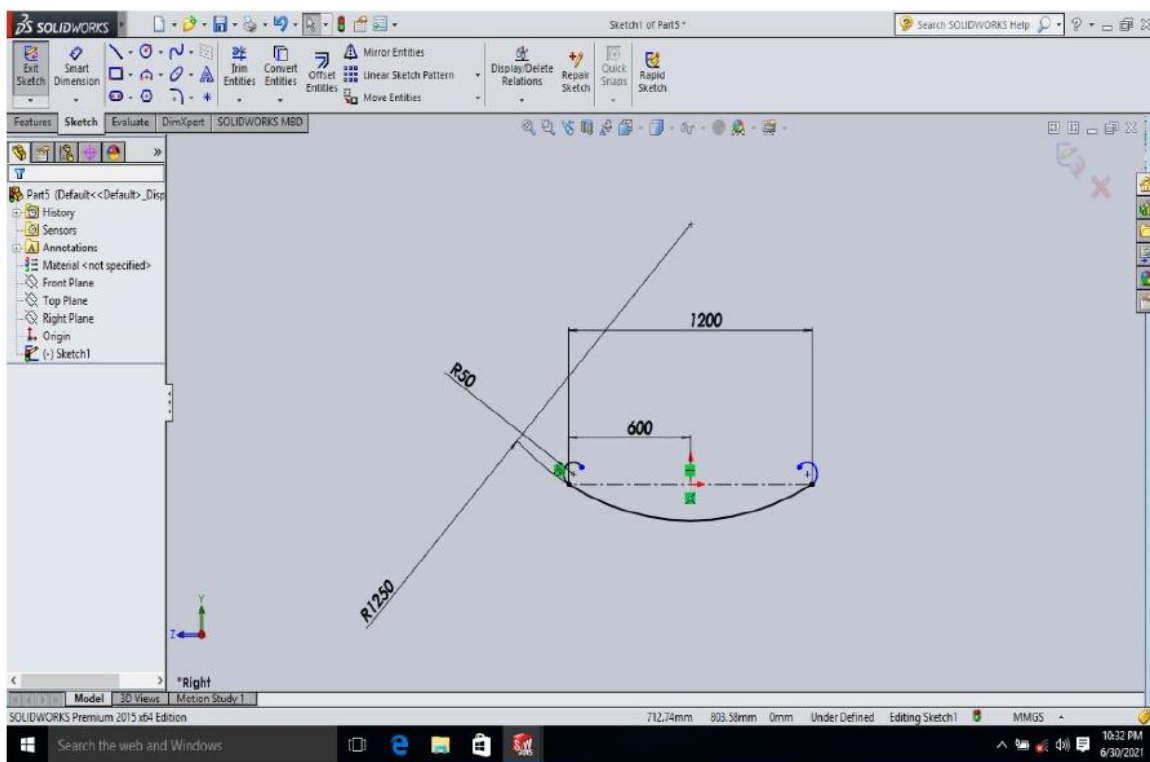 SOLIDWORKS
Sketch1 of Part5 *
Search SOLIDWORKS Help
Exit Sketch
Smart Dimension
Trim Entities
Convert Entities
Offset Entities
Mirror Entities
Linear Sketch Pattern
Move Entities
Display/Delete Relations
Repair Sketch
Quick Snaps
Rapid Sketch
Features Sketch Evaluate DimXpert SOLIDWORKS MBD
Part5 (Default<<Default>_Disp
History
Sensors
Annotations
Material <not specified>
Front Plane
Top Plane
Right Plane
Origin
(-) Sketch1
1200
R50
600
R1250
Y
Z
*Right
Model 3D Views Motion Study 1
SOLIDWORKS Premium 2015 x64 Edition
712.74mm 803.58mm 0mm Under Defined Editing Sketch1 MMGS
Search the web and Windows
10:32 PM
6/30/2021